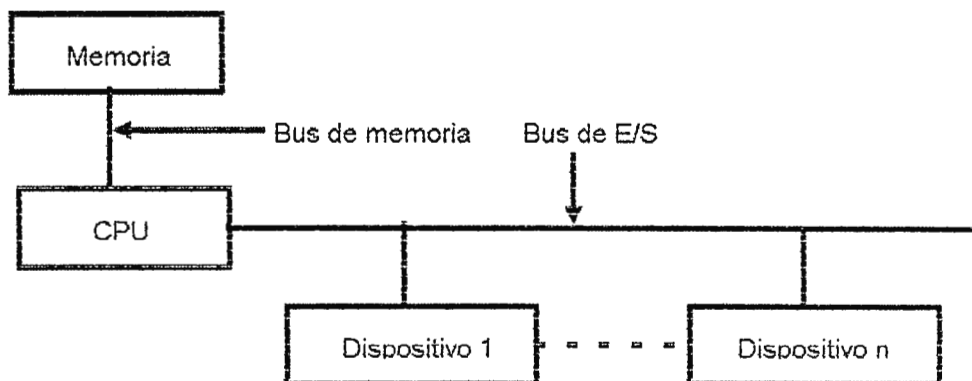 Memoria
Bus de memoria
Bus de E/S
CPU
Dispositivo 1
Dispositivo n